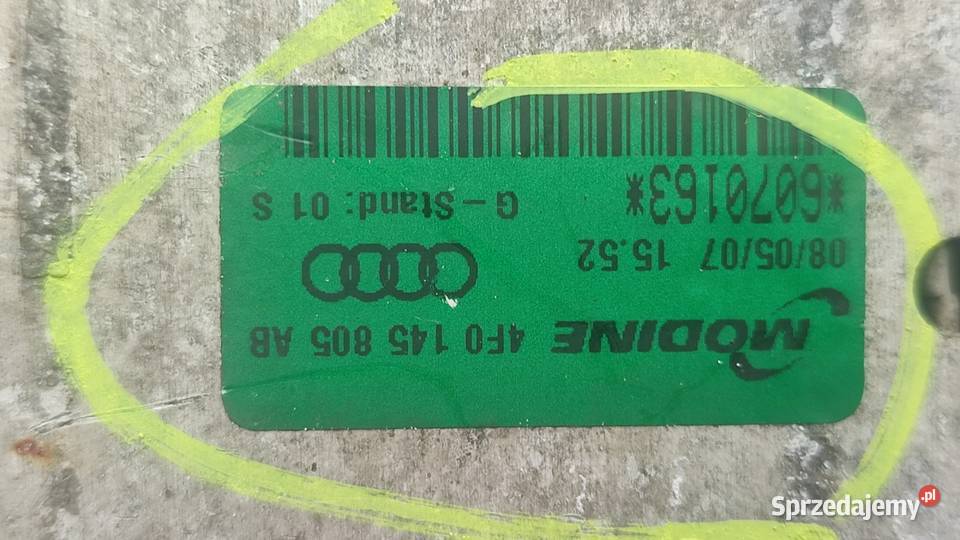 MODINE 4F0 145 805 AB
08/05/07 15.52
*6070163* G-Stand: 01 S
Sprzedajemy.pl